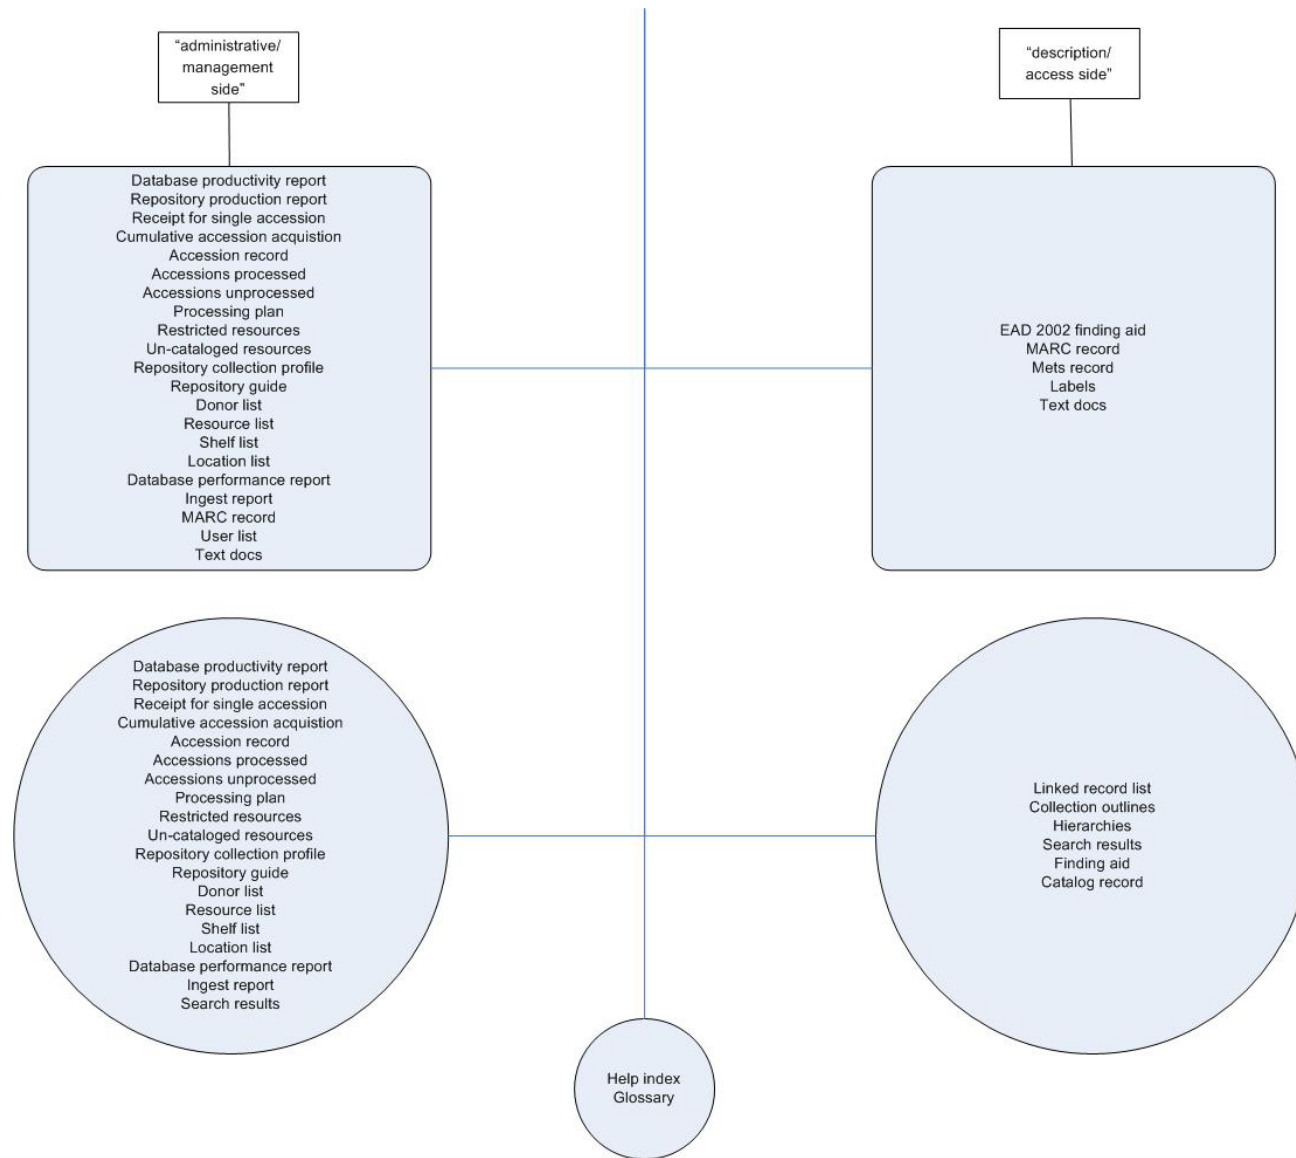 “administrative/
management
side”
“description/
access side”
Database productivity report
Repository production report
Receipt for single accession
Cumulative accession acquistion
Accession record
Accessions processed
Accessions unprocessed
Processing plan
Restricted resources
Un-cataloged resources
Repository collection profile
Repository guide
Donor list
Resource list
Shelf list
Location list
Database performance report
Ingest report
MARC record
User list
Text docs
EAD 2002 finding aid
MARC record
Mets record
Labels
Text docs
Database productivity report
Repository production report
Receipt for single accession
Cumulative accession acquistion
Accession record
Accessions processed
Accessions unprocessed
Processing plan
Restricted resources
Un-cataloged resources
Repository collection profile
Repository guide
Donor list
Resource list
Shelf list
Location list
Database performance report
Ingest report
Search results
Linked record list
Collection outlines
Hierarchies
Search results
Finding aid
Catalog record
Help index
Glossary